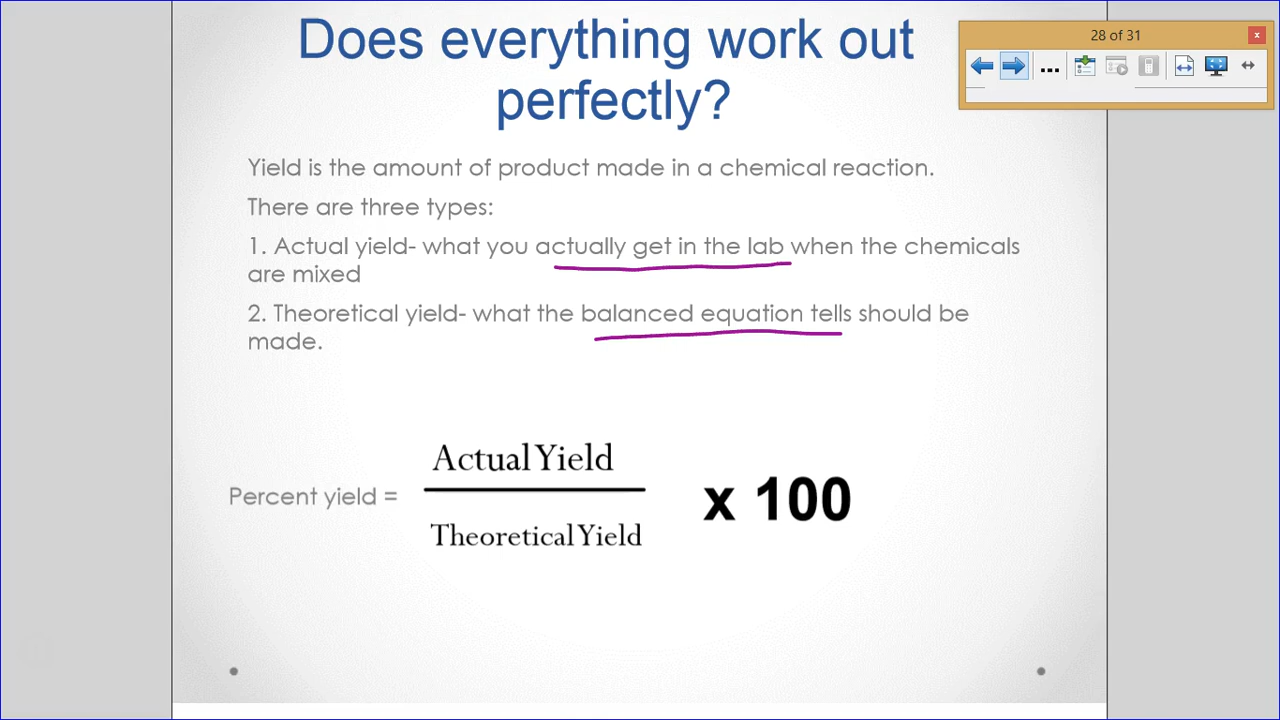 Does everything work out
perfectly?
28 of 31
Yield is the amount of product made in a chemical reaction.
There are three types:
1. Actual yield- what you actually get in the lab when the chemicals
are mixed
2. Theoretical yield- what the balanced equation tells should be
made.
Percent yield =
Actual Yield
Theoretical Yield
x 100